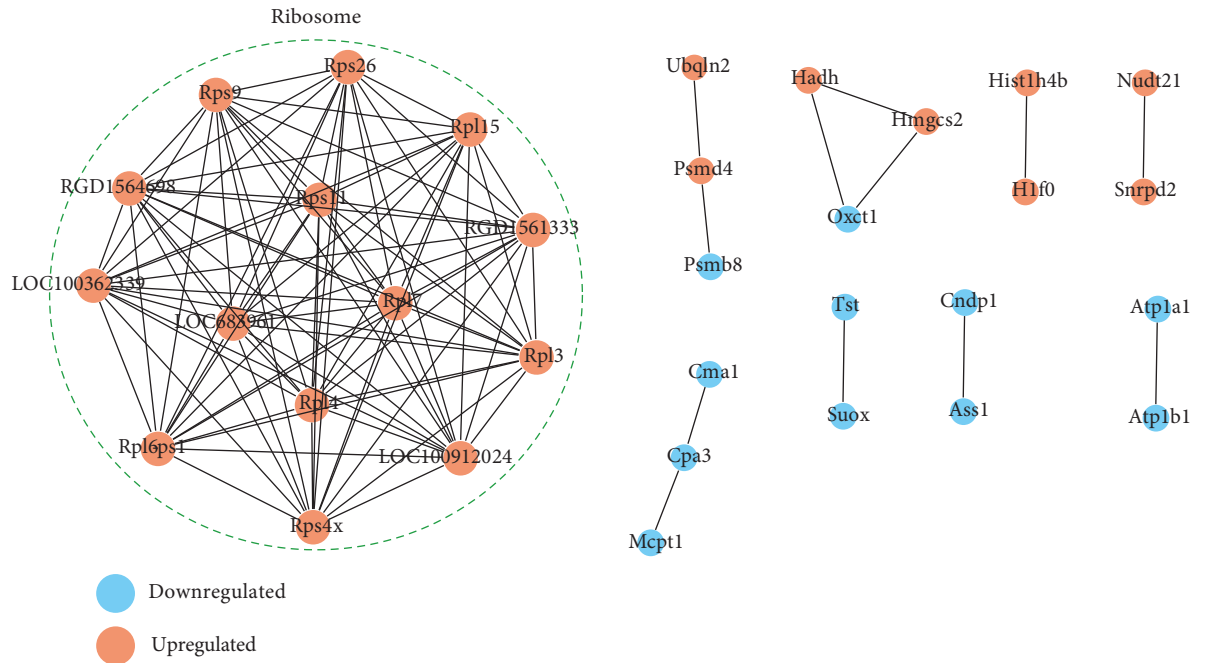 Ribosome
Rps26
Rps9
Rpl15
RGD1564698
Rps11
RGD1561333
LOC100362339
Rpl7
LOC683961
Rpl3
Rpl4
Rpl6ps1
LOC100912024
Rps4x
Ubqln2
Psmd4
Psmb8
Hadh
Hmgcs2
Oxct1
Hist1h4b
H1f0
Nudt21
Snrpd2
Cma1
Cpa3
Mcpt1
Tst
Suox
Cndp1
Ass1
Atp1a1
Atp1b1
Downregulated
Upregulated